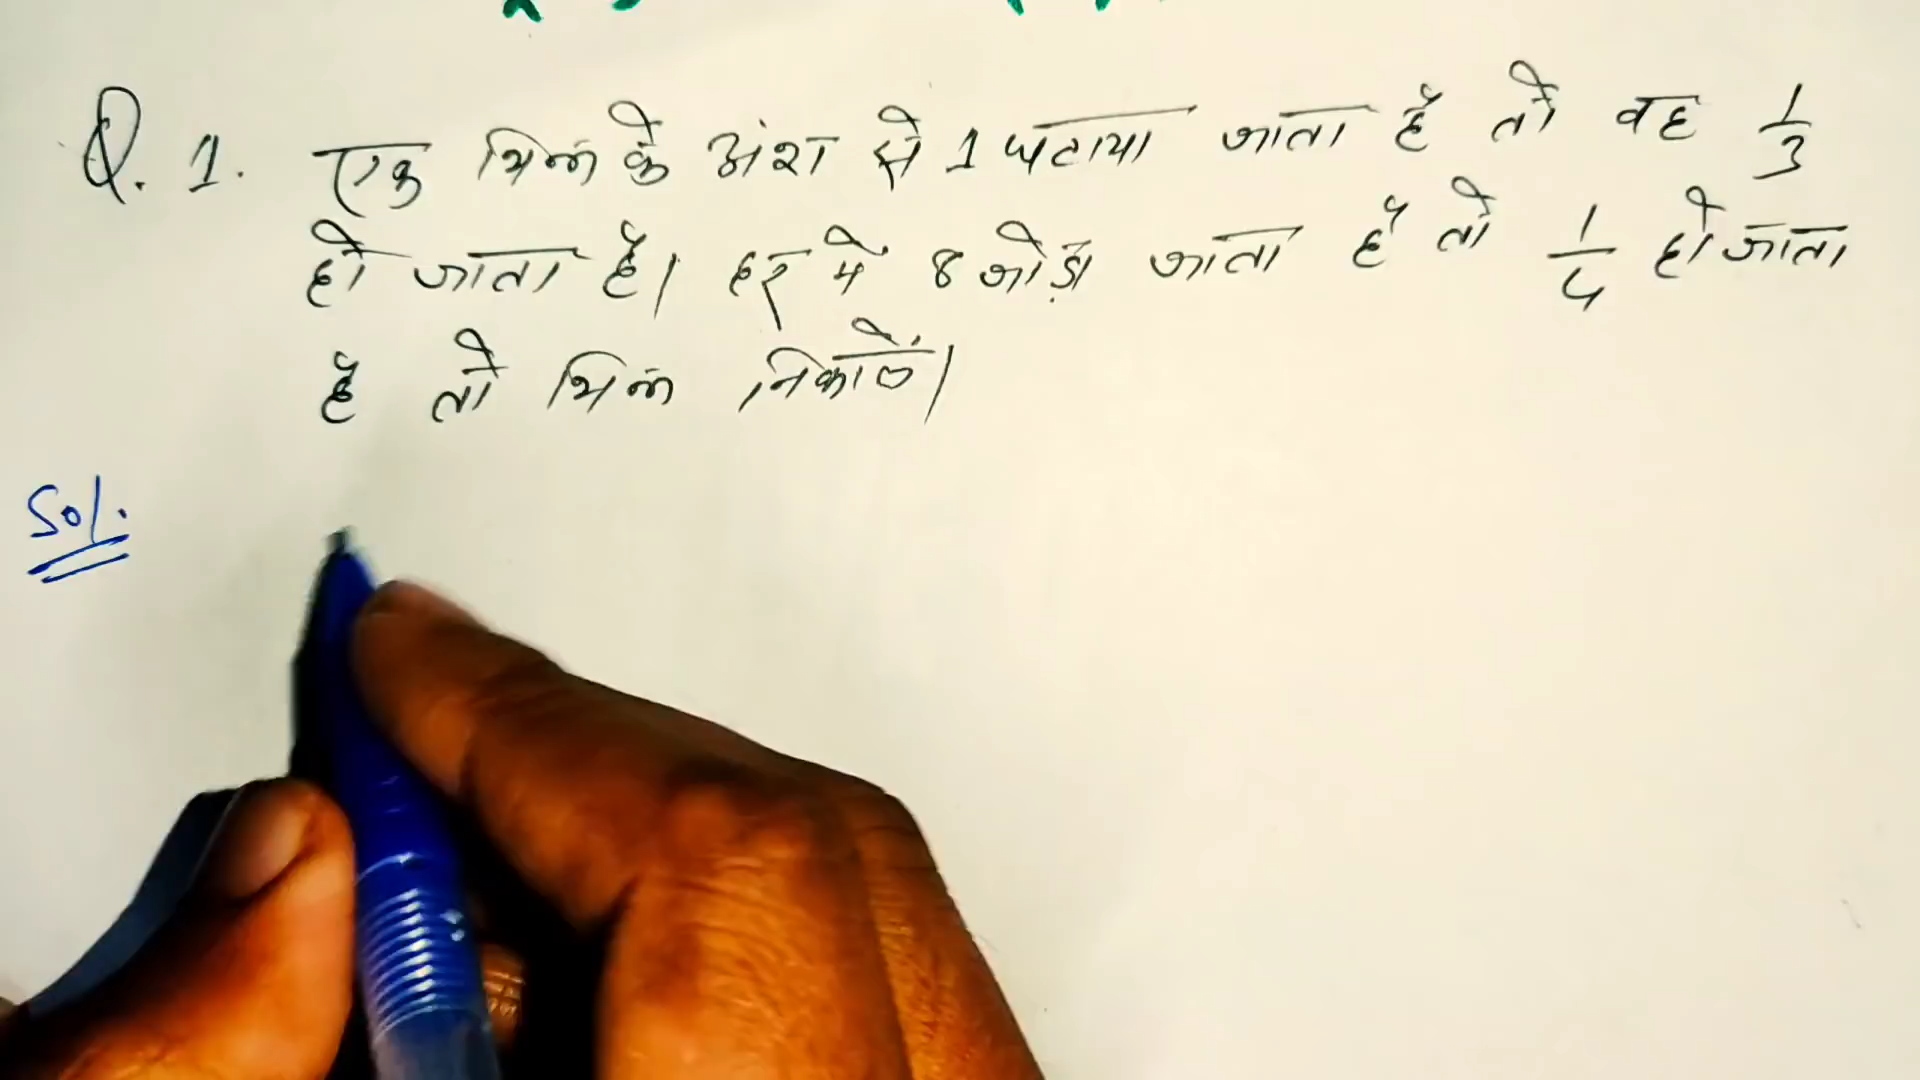 Q. 1. एक भिन्न के अंश से 1 घटाया जाता है तो वह 1/3
हो जाता है। हर में 8 जोड़ा जाता है तो 1/4 हो जाता
है तो भिन्न निकालें।
Sol.